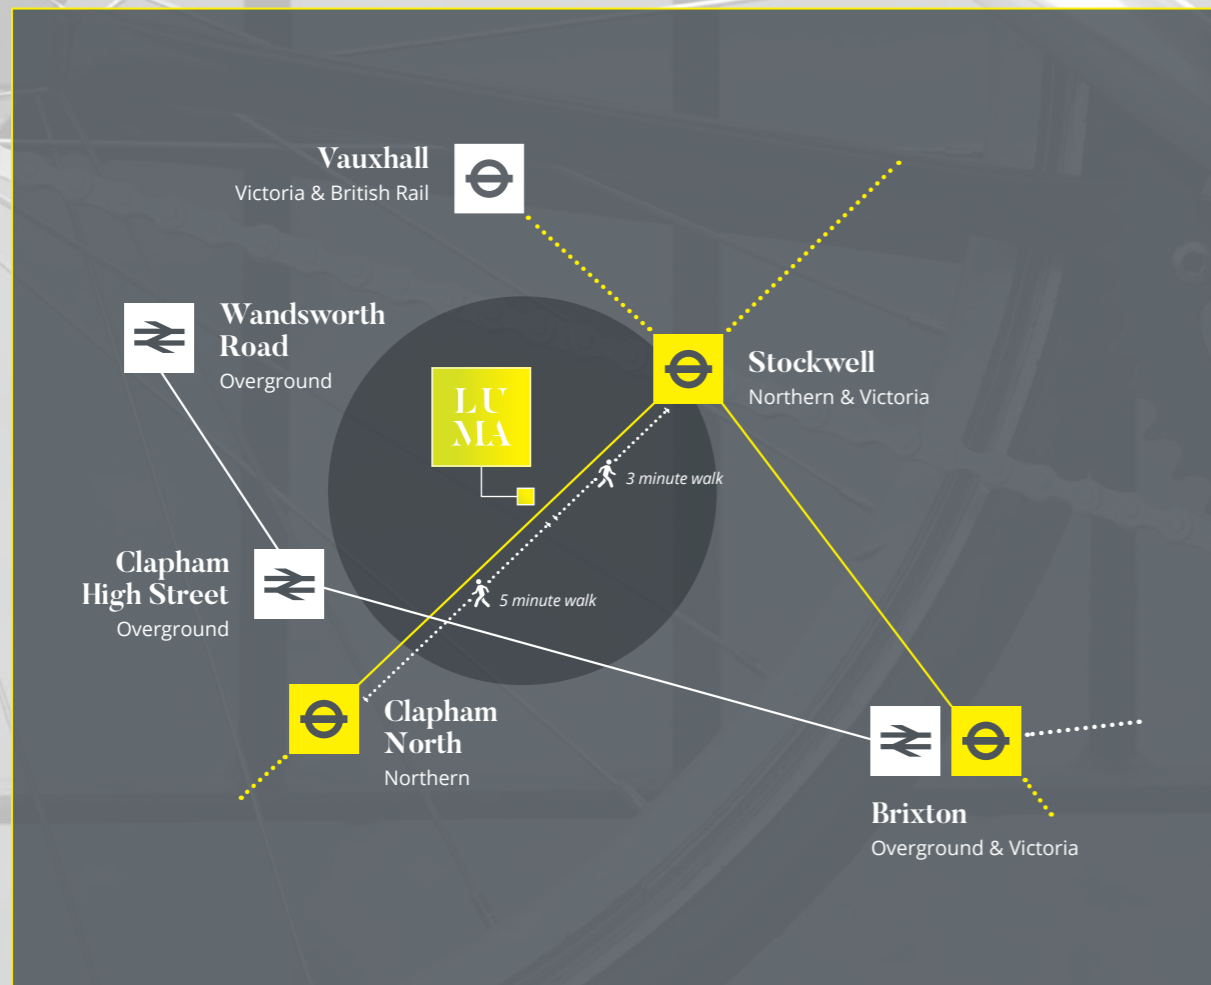 Vauxhall
Victoria & British Rail
Wandsworth
Road
Overground
LU
MA
Stockwell
Northern & Victoria
3 minute walk
Clapham
High Street
Overground
5 minute walk
Clapham
North
Northern
Brixton
Overground & Victoria